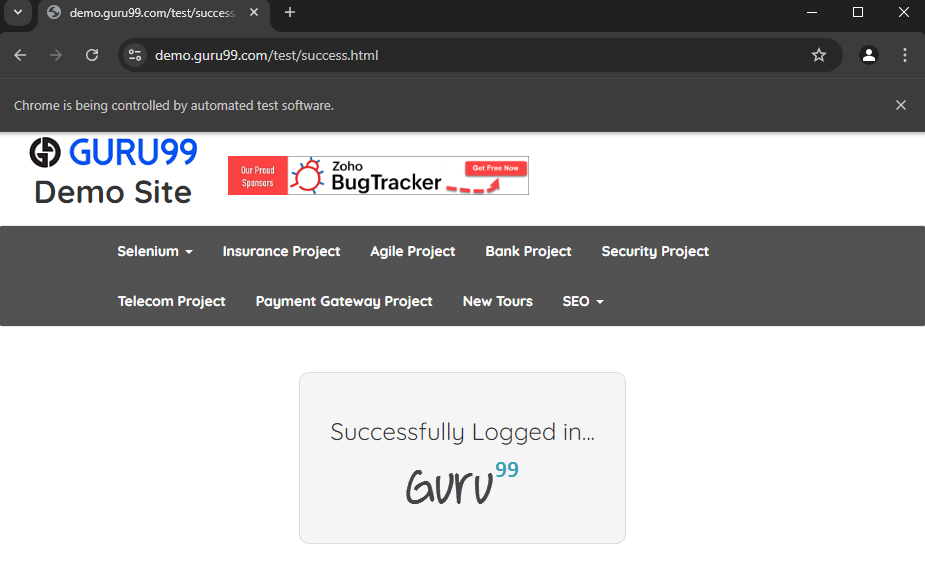 demo.guru99.com/test/success.
demo.guru99.com/test/success.html
Chrome is being controlled by automated test software.
GURU99
Demo Site
Our Proud
Sponsors
Zoho
BugTracker
Get Free Now
Selenium
Insurance Project
Agile Project
Bank Project
Security Project
Telecom Project
Payment Gateway Project
New Tours
SEO
Successfully Logged in...
Guru99